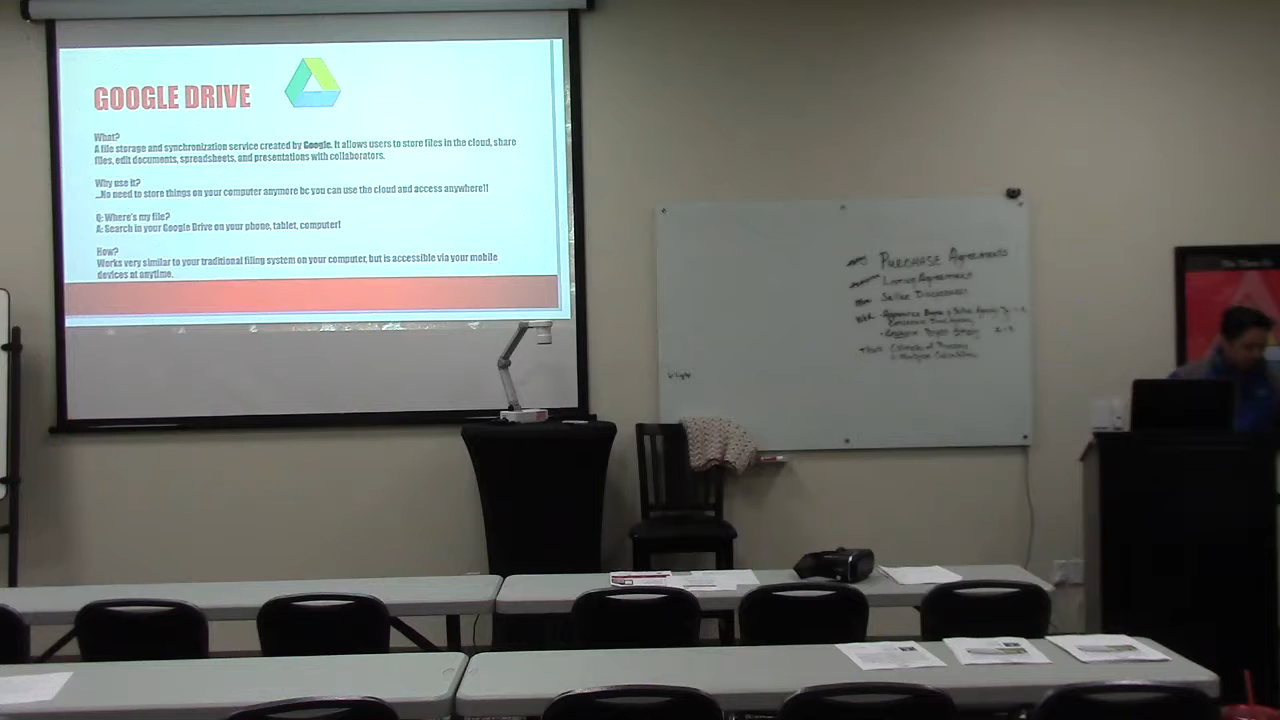 GOOGLE DRIVE
What?
A file storage and synchronization service created by Google. It allows users to store files in the cloud, share
files, edit documents, spreadsheets, and presentations with collaborators.
Why use it?
...No need to store things on your computer anymore bc you can use the cloud and access anywhere!!
Q: Where's my file?
A: Search in your Google Drive on your phone, tablet, computer!
How?
Works very similar to your traditional filing system on your computer, but is accessible via your mobile
devices at anytime.
Purchase Agreements
Listing Agreement
Seller Disclosures